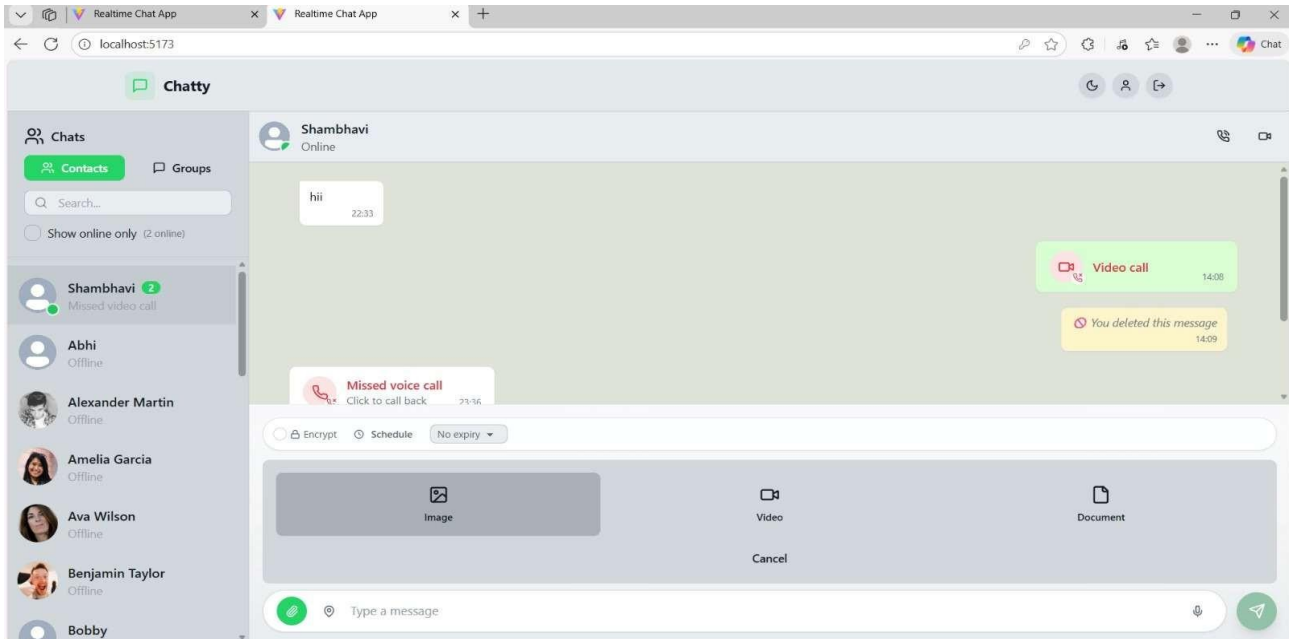 Realtime Chat App
Realtime Chat App
localhost:5173
Chat
Chatty
Chats
Contacts
Groups
Search...
Show online only (2 online)
Shambhavi 2
Missed video call
Abhi
Offline
Alexander Martin
Offline
Amelia Garcia
Offline
Ava Wilson
Offline
Benjamin Taylor
Offline
Bobby
Shambhavi
Online
hii
22:33
Video call
14:08
You deleted this message
14:09
Missed voice call
Click to call back 23:36
Encrypt Schedule No expiry
Image
Video
Document
Cancel
Type a message